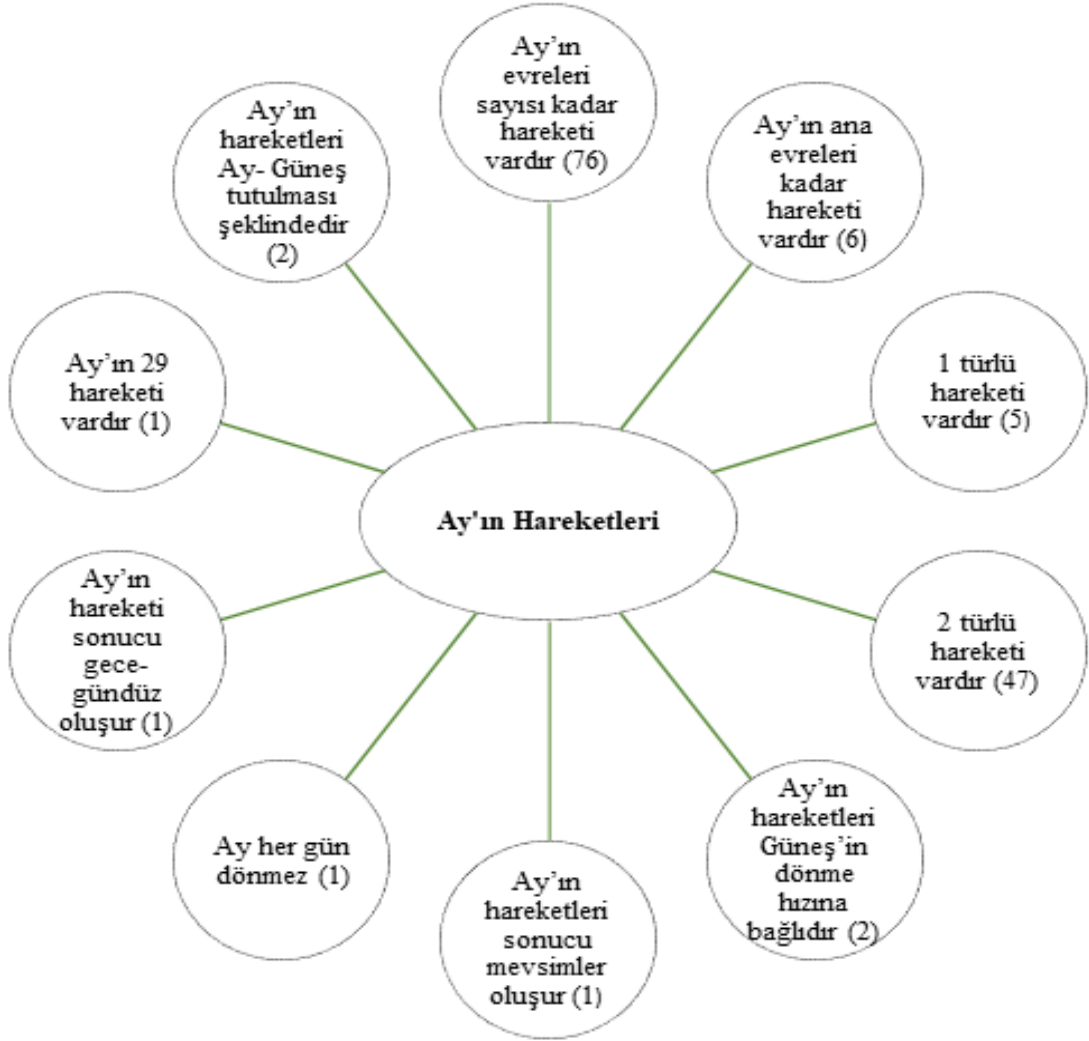 Ay’ın
evreleri
sayısı kadar
hareketi
vardır (76)
Ay’ın ana
evreleri
kadar
hareketi
vardır (6)
1 türlü
hareketi
vardır (5)
2 türlü
hareketi
vardır (47)
Ay’ın
hareketleri
Güneş’in
dönme
hızına
bağlıdır (2)
Ay’ın
hareketleri
sonucu
mevsimler
oluşur (1)
Ay her gün
dönmez (1)
Ay’ın
hareketi
sonucu
gece-
gündüz
oluşur (1)
Ay’ın 29
hareketi
vardır (1)
Ay’ın
hareketleri
Ay- Güneş
tutulması
şeklindedir
(2)
Ay'ın Hareketleri